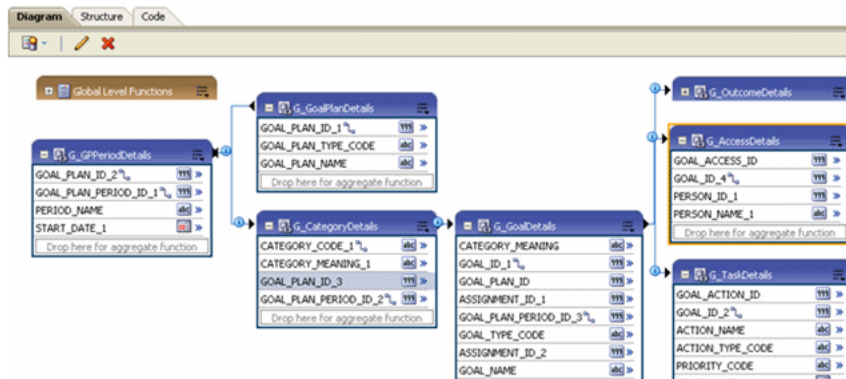 Diagram Structure Code
Global Level Functions
G_GPPeriodDetails
GOAL_PLAN_ID_2
GOAL_PLAN_PERIOD_ID_1
PERIOD_NAME
START_DATE_1
Drop here for aggregate function
G_GoalPlanDetails
GOAL_PLAN_ID_1
GOAL_PLAN_TYPE_CODE
GOAL_PLAN_NAME
Drop here for aggregate function
G_CategoryDetails
CATEGORY_CODE_1
CATEGORY_MEANING_1
GOAL_PLAN_ID_3
GOAL_PLAN_PERIOD_ID_2
Drop here for aggregate function
G_GoalDetails
CATEGORY_MEANING
GOAL_ID_1
GOAL_PLAN_ID
ASSIGNMENT_ID_1
GOAL_PLAN_PERIOD_ID_3
GOAL_TYPE_CODE
ASSIGNMENT_ID_2
GOAL_NAME
G_OutcomeDetails
G_AccessDetails
GOAL_ACCESS_ID
GOAL_ID_4
PERSON_ID_1
PERSON_NAME_1
Drop here for aggregate function
G_TaskDetails
GOAL_ACTION_ID
GOAL_ID_2
ACTION_NAME
ACTION_TYPE_CODE
PRIORITY_CODE